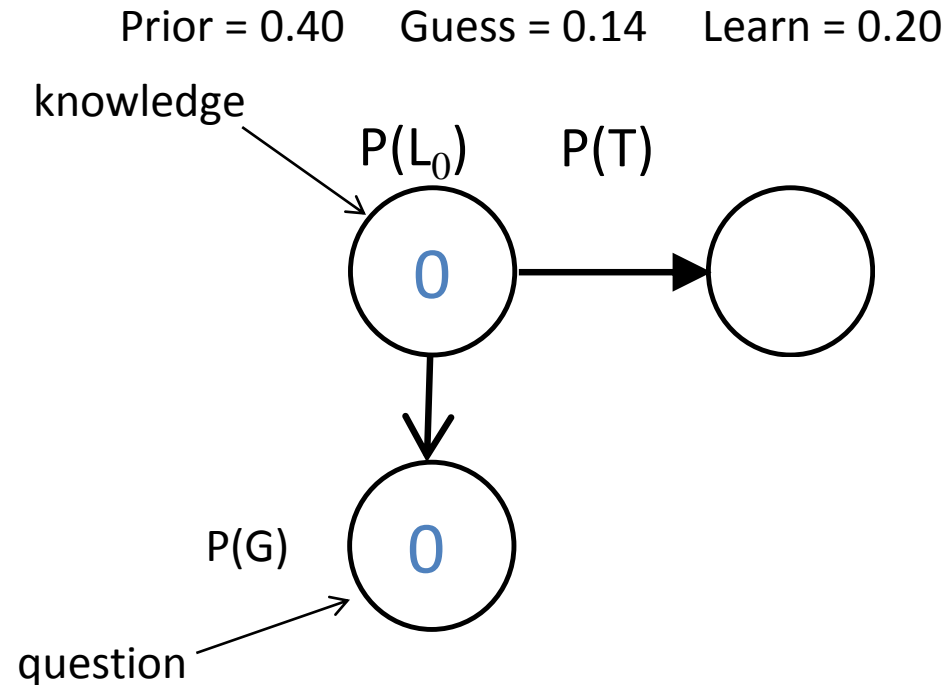 Prior = 0.40 Guess = 0.14 Learn = 0.20
knowledge
P(L₀) P(T)
0
P(G) 0
question